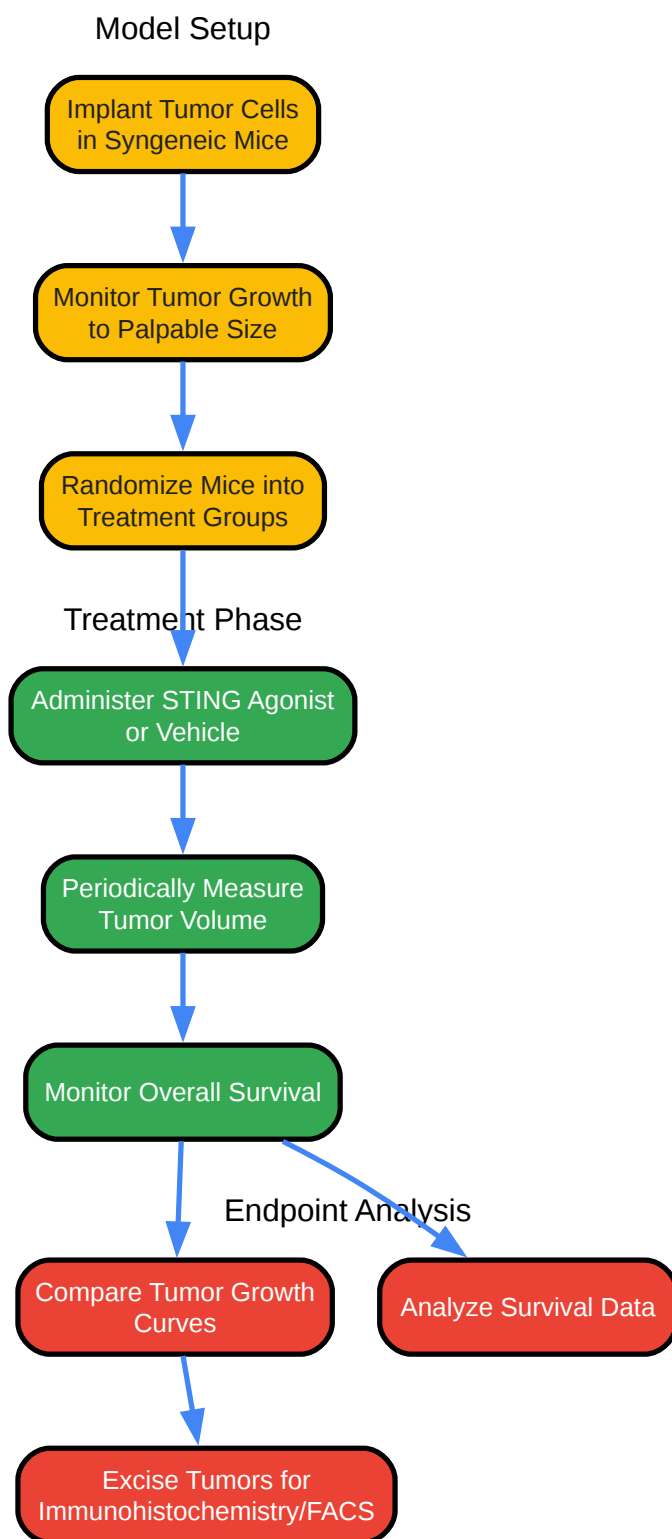 Model Setup
Implant Tumor Cells
in Syngeneic Mice
Monitor Tumor Growth
to Palpable Size
Randomize Mice into
Treatment Groups
Treatment Phase
Administer STING Agonist
or Vehicle
Periodically Measure
Tumor Volume
Monitor Overall Survival
Endpoint Analysis
Compare Tumor Growth
Curves
Analyze Survival Data
Excise Tumors for
Immunohistochemistry/FACS